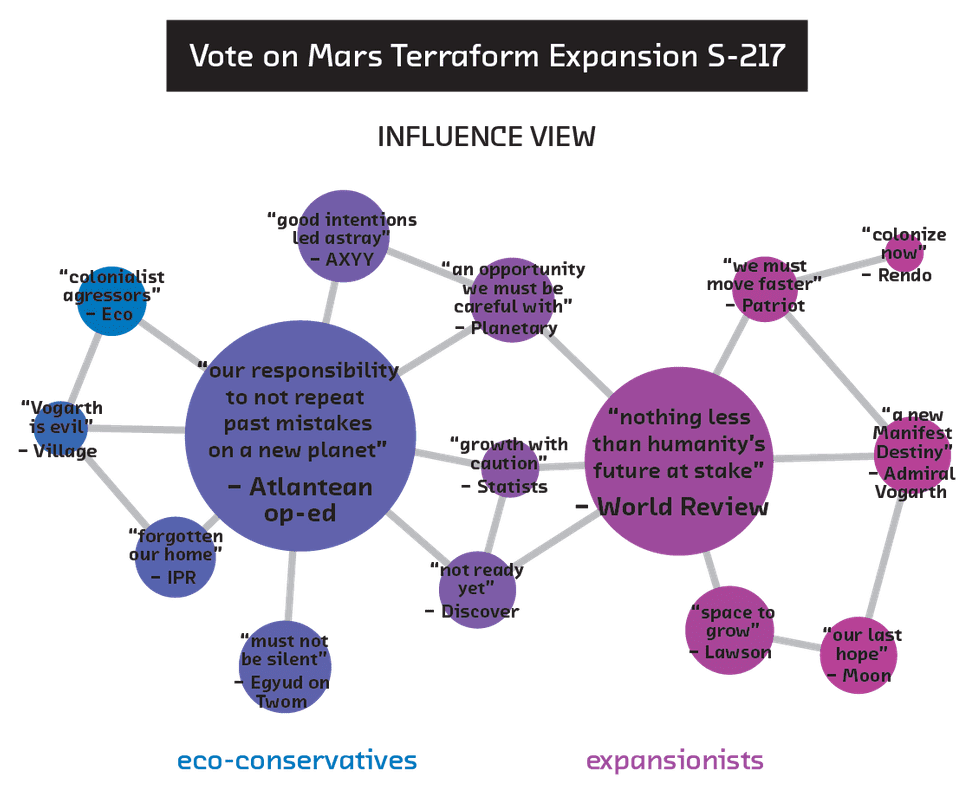 Vote on Mars Terraform Expansion S-217
INFLUENCE VIEW
“good intentions
led astray”
– AXYY
“colonialist
agressors”
– Eco
“an opportunity
we must be
careful with”
– Planetary
“we must
move faster”
– Patriot
“colonize
now”
– Rendo
“our responsibility
to not repeat
past mistakes
on a new planet”
– Atlantean
op-ed
“Vogarth
is evil”
– Village
“growth with
caution”
– Statists
“nothing less
than humanity’s
future at stake”
– World Review
“a new
Manifest
Destiny”
– Admiral
Vogarth
“forgotten
our home”
– IPR
“not ready
yet”
– Discover
“must not
be silent”
– Egyud on
Twom
“space to
grow”
– Lawson
“our last
hope”
– Moon
eco-conservatives
expansionists